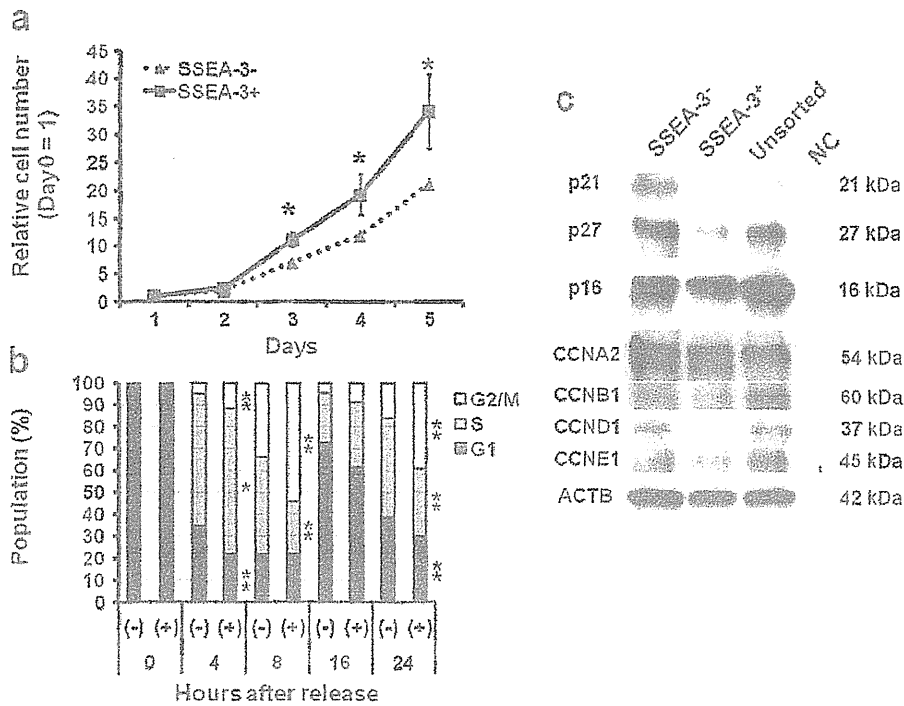 a
Relative cell number
(Day0 = 1)
45
40
35
30
25
20
15
10
5
0
SSEA-3-
SSEA-3+
*
*
*
1 2 3 4 5
Days
b
Population (%)
100
90
80
70
60
50
40
30
20
10
0
**
*
**
**
**
**
**
**
G2/M
S
G1
(-) (+) (-) (+) (-) (+) (-) (+) (-) (+)
0 4 8 16 24
Hours after release
c
SSEA-3- SSEA-3+ Unsorted NC
p21 21 kDa
p27 27 kDa
p16 16 kDa
CCNA2 54 kDa
CCNB1 60 kDa
CCND1 37 kDa
CCNE1 45 kDa
ACTB 42 kDa